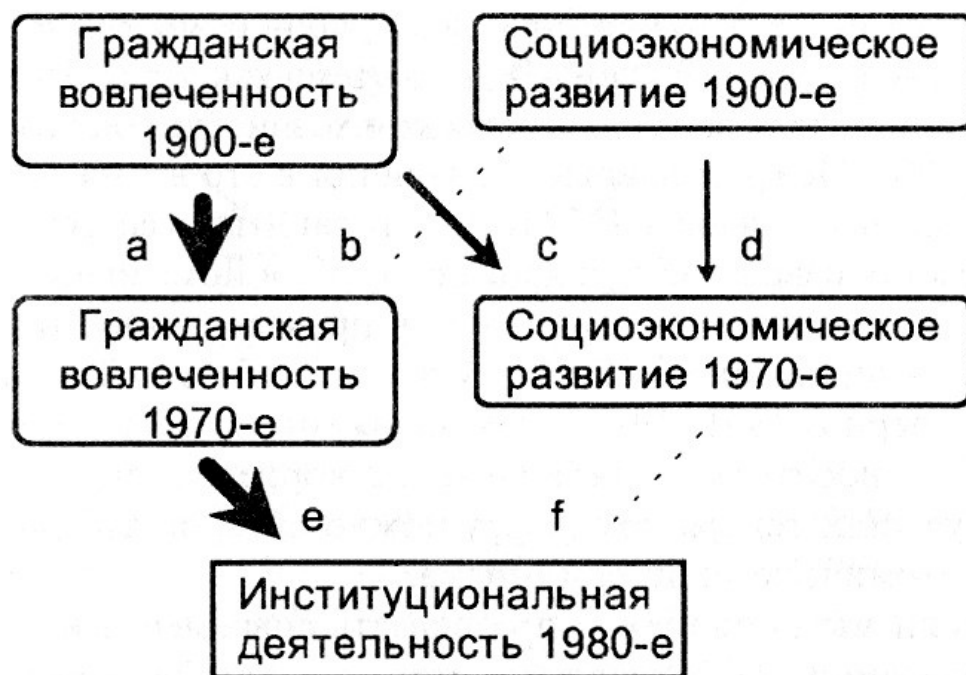 Гражданская
вовлеченность
1900-е
Социоэкономическое
развитие 1900-е
a
b
c
d
Гражданская
вовлеченность
1970-е
Социоэкономическое
развитие 1970-е
e
f
Институциональная
деятельность 1980-е